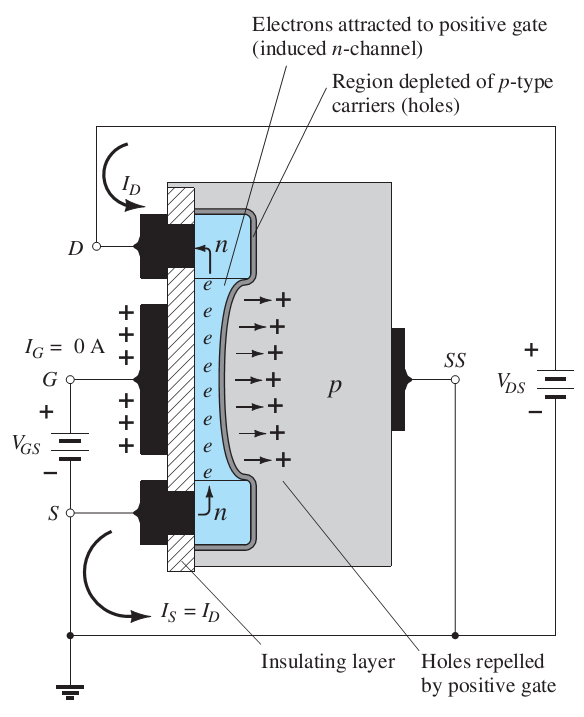 Electrons attracted to positive gate
(induced n-channel)
Region depleted of p-type
carriers (holes)
I_D
D
n
e
+
e
+
+
e
+
+
I_G = 0 A
e
+
+
+
SS
V_DS
G
e
+
p
+
+
e
+
−
+
V_GS
e
+
+
−
e
+
S
n
I_S = I_D
Insulating layer
Holes repelled
by positive gate